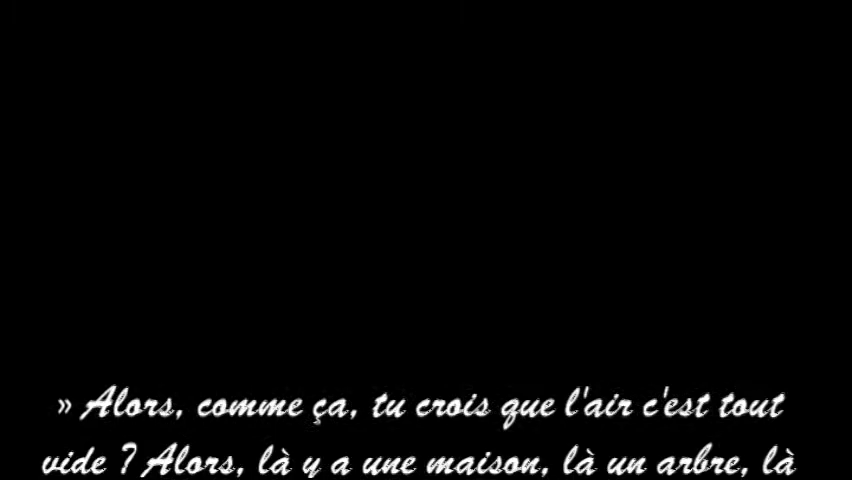 » Alors, comme ça, tu crois que l'air c'est tout
vide ? Alors, là y a une maison, là un arbre, là